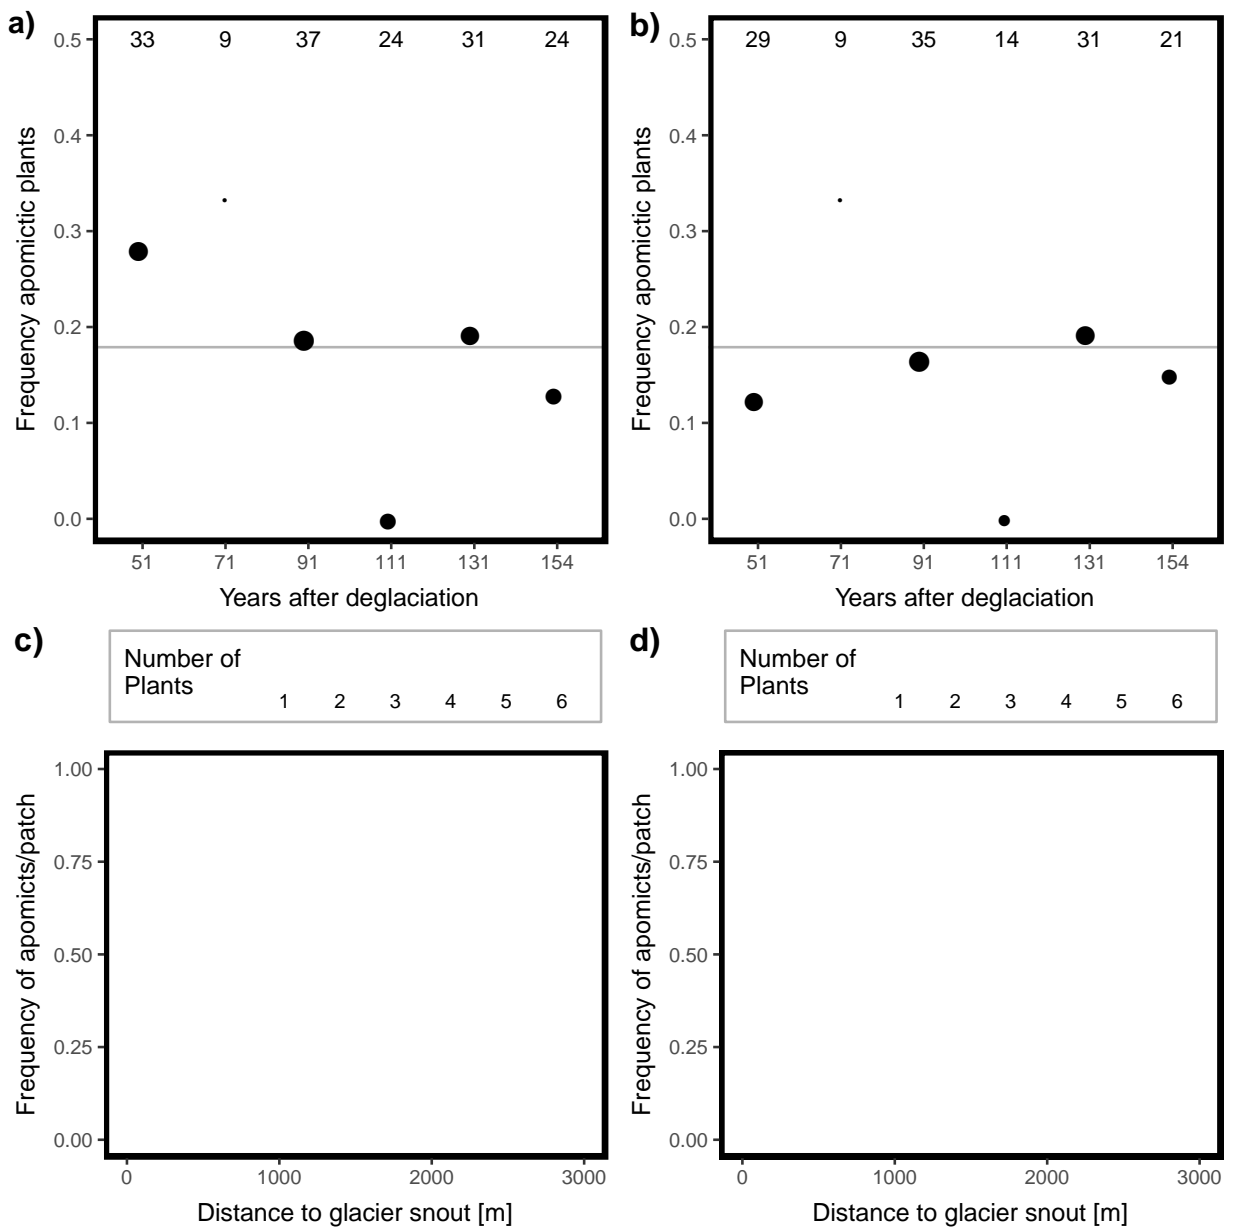 a)
33 9 37 24 31 24
0.5
0.4
0.3
0.2
0.1
0.0
Frequency apomictic plants
51 71 91 111 131 154
Years after deglaciation
b)
29 9 35 14 31 21
0.5
0.4
0.3
0.2
0.1
0.0
Frequency apomictic plants
51 71 91 111 131 154
Years after deglaciation
c)
Number of
Plants
1 2 3 4 5 6
1.00
0.75
0.50
0.25
0.00
Frequency of apomicts/patch
0 1000 2000 3000
Distance to glacier snout [m]
d)
Number of
Plants
1 2 3 4 5 6
1.00
0.75
0.50
0.25
0.00
Frequency of apomicts/patch
0 1000 2000 3000
Distance to glacier snout [m]